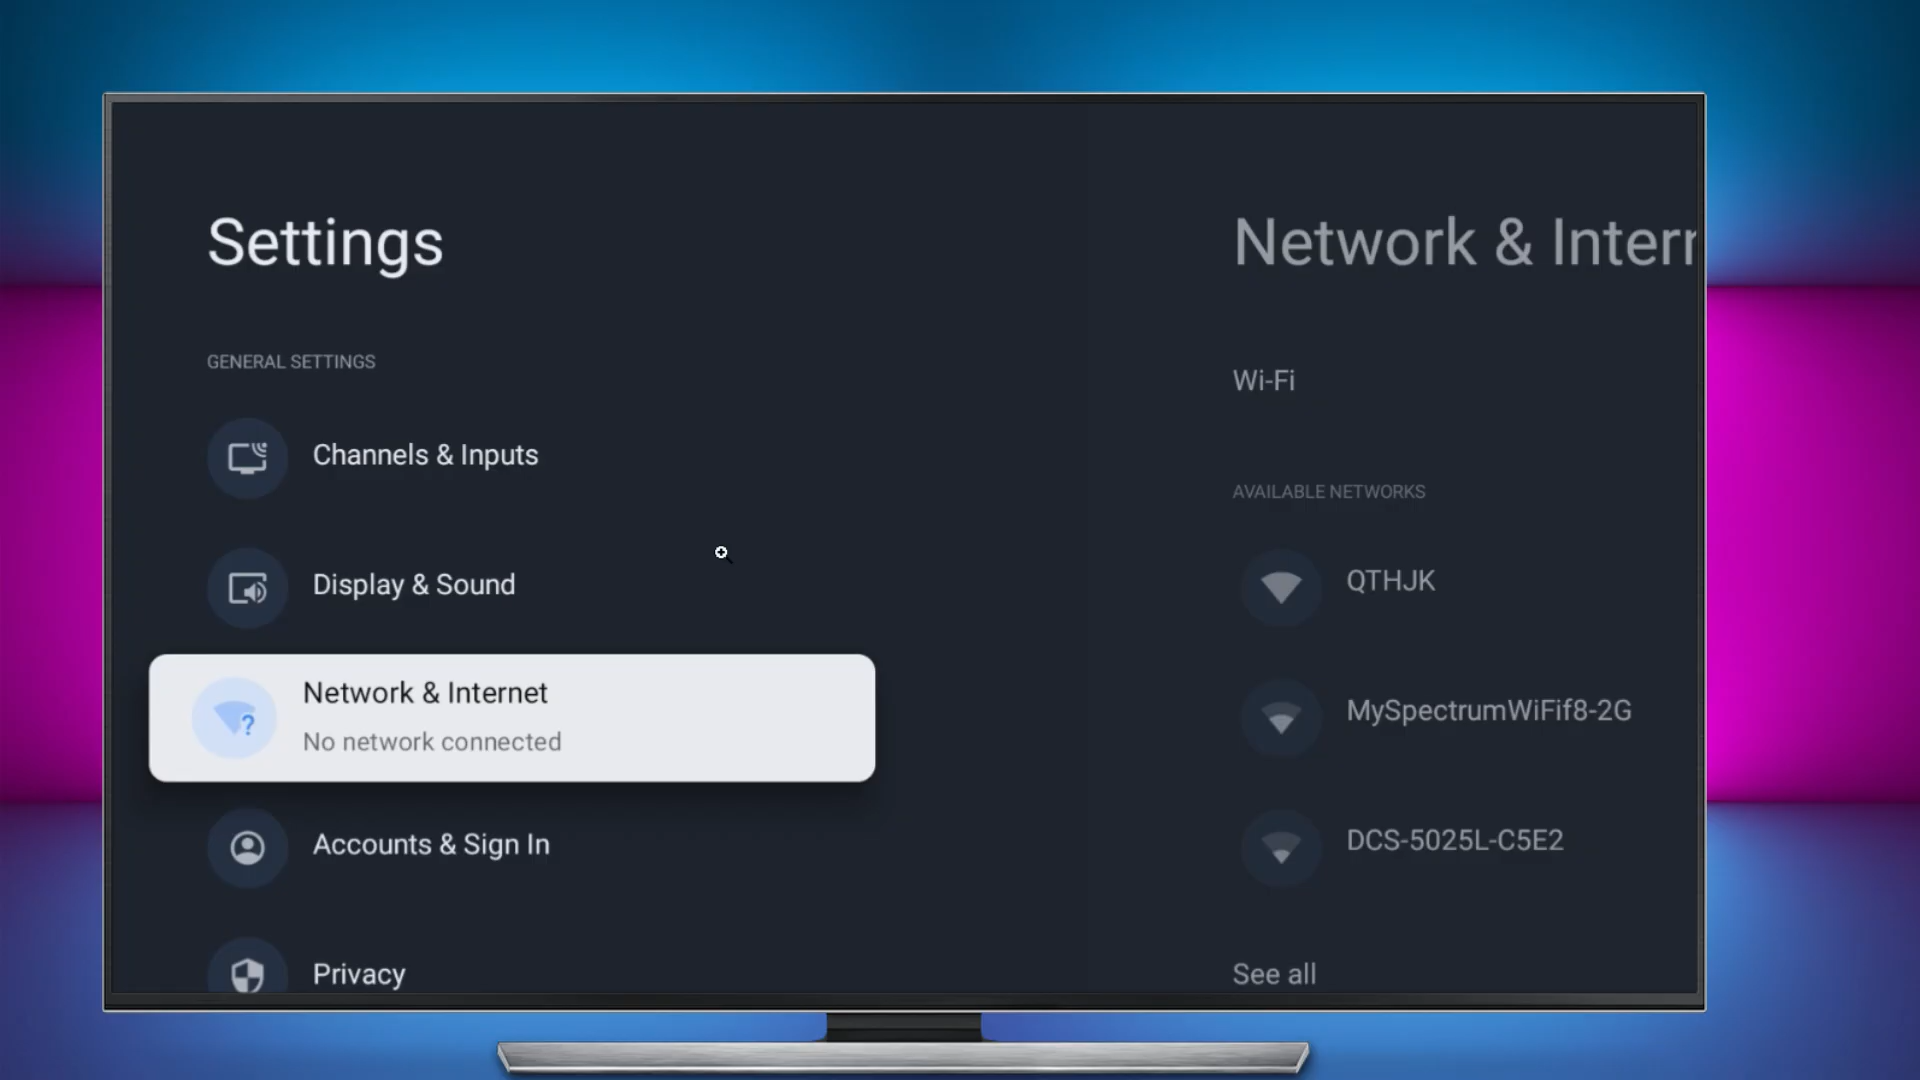 Settings
GENERAL SETTINGS
Channels & Inputs
Display & Sound
Network & Internet
No network connected
Accounts & Sign In
Privacy
Network & Intern
Wi-Fi
AVAILABLE NETWORKS
QTHJK
MySpectrumWiFif8-2G
DCS-5025L-C5E2
See all